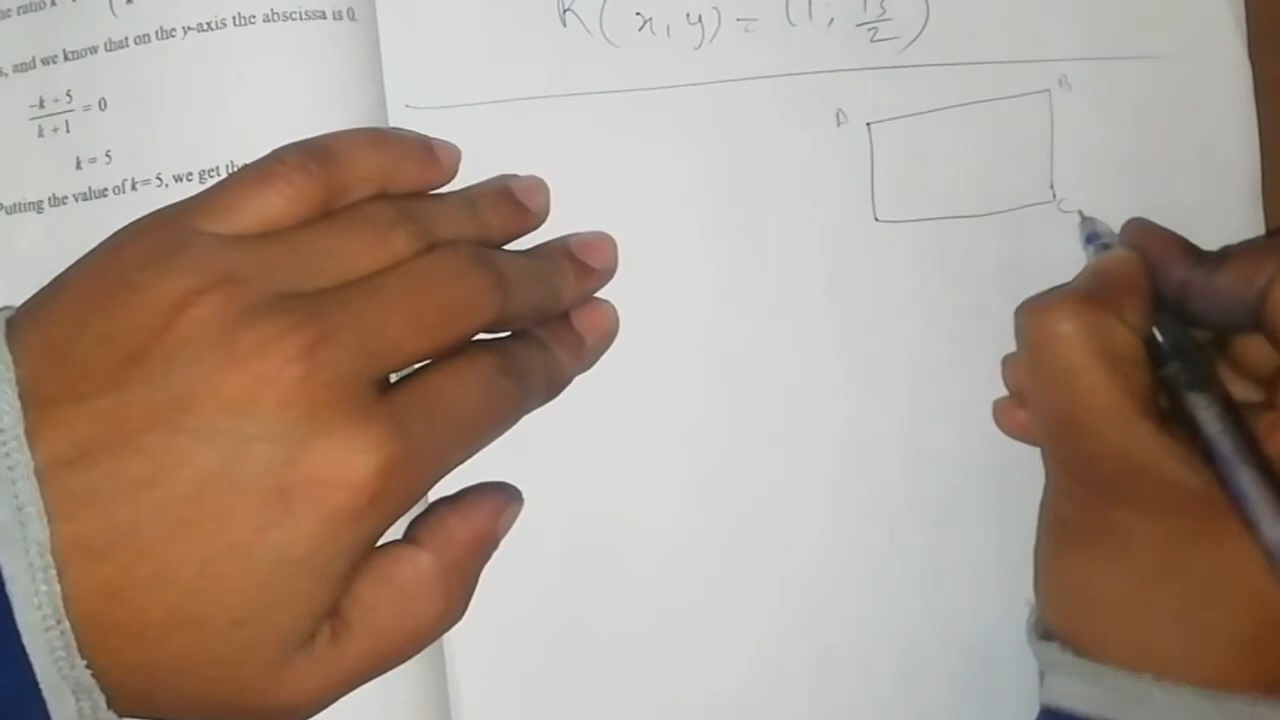 he ratio k
s, and we know that on the y-axis the abscissa is 0.
-k + 5 / k + 1 = 0
k = 5
Putting the value of k = 5, we get the
K(x, y) = (1, 13/2)
A B
C